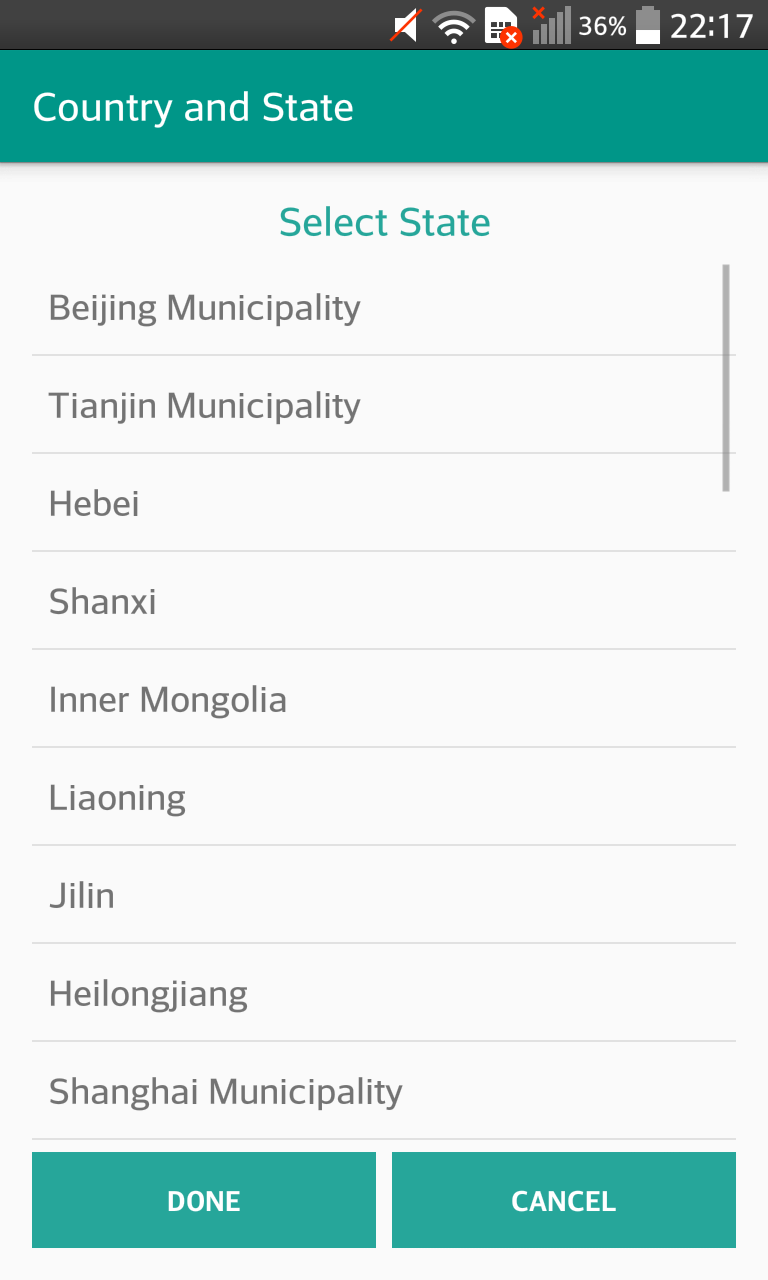 36% 22:17
Country and State
Select State
Beijing Municipality
Tianjin Municipality
Hebei
Shanxi
Inner Mongolia
Liaoning
Jilin
Heilongjiang
Shanghai Municipality
DONE CANCEL